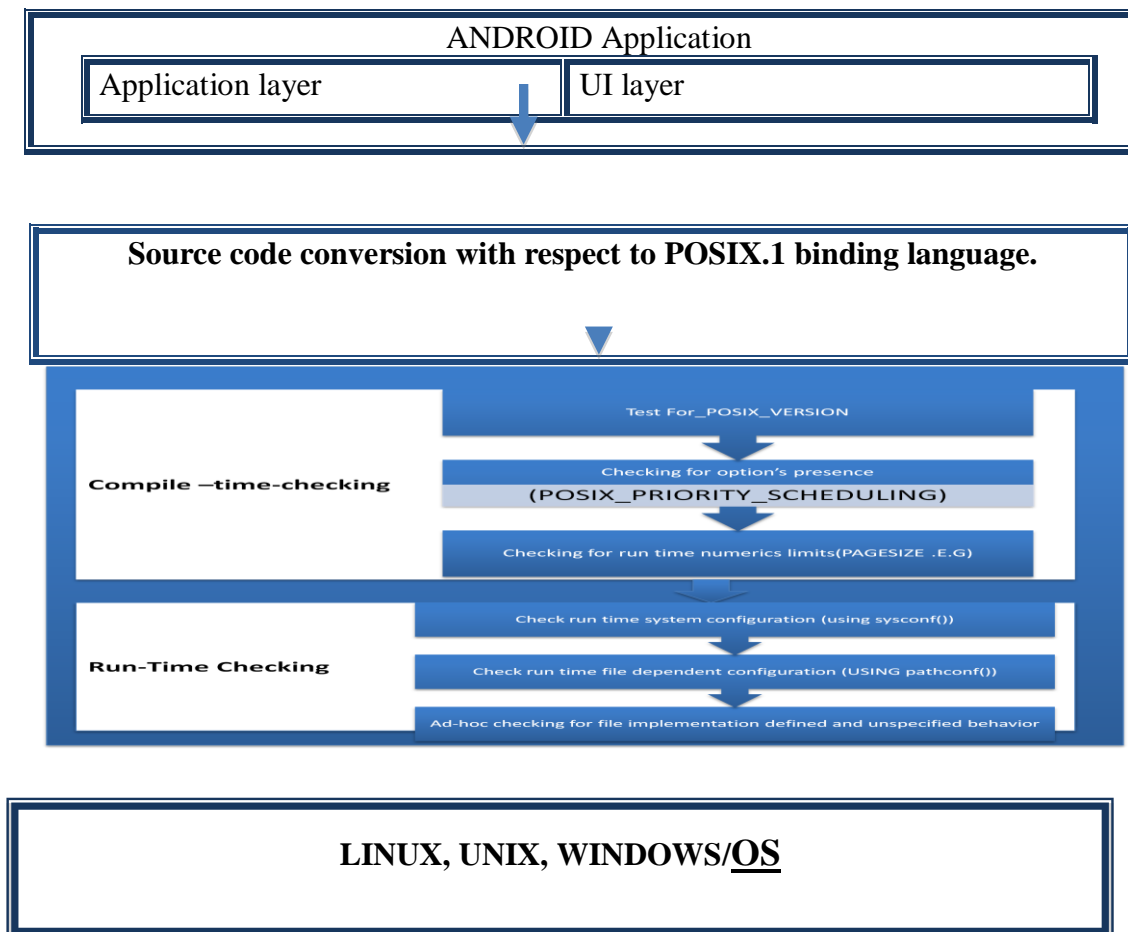 ANDROID Application
Application layer
UI layer
Source code conversion with respect to POSIX.1 binding language.
Test For_POSIX_VERSION
Checking for option's presence
Compile –time-checking
(POSIX_PRIORITY_SCHEDULING)
Checking for run time numerics limits(PAGESIZE .E.G)
Check run time system configuration (using sysconf())
Run-Time Checking
Check run time file dependent configuration (USING pathconf())
Ad-hoc checking for file implementation defined and unspecified behavior
LINUX, UNIX, WINDOWS/OS